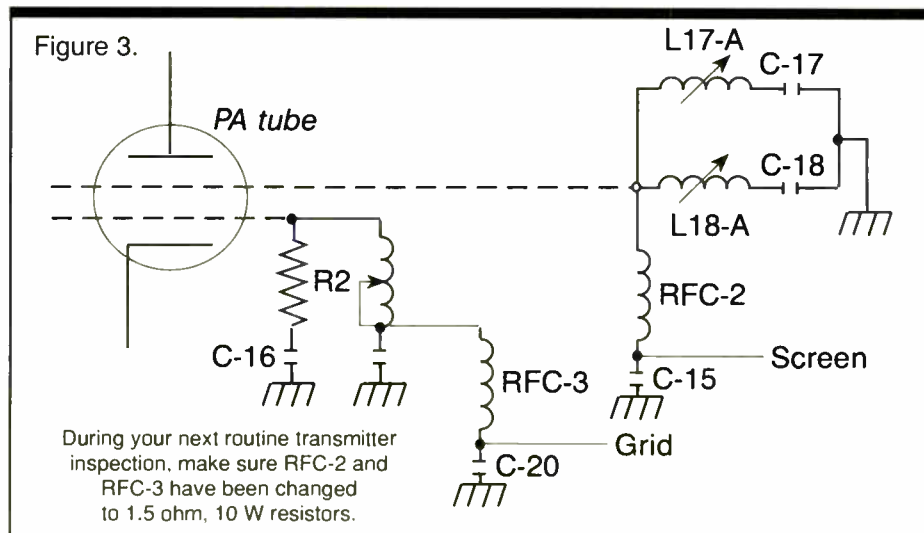 Figure 3.
PA tube
L17-A
C-17
C-18
L18-A
R2
RFC-2
C-16
RFC-3
Screen
C-15
Grid
C-20
During your next routine transmitter
inspection, make sure RFC-2 and
RFC-3 have been changed
to 1.5 ohm, 10 W resistors.